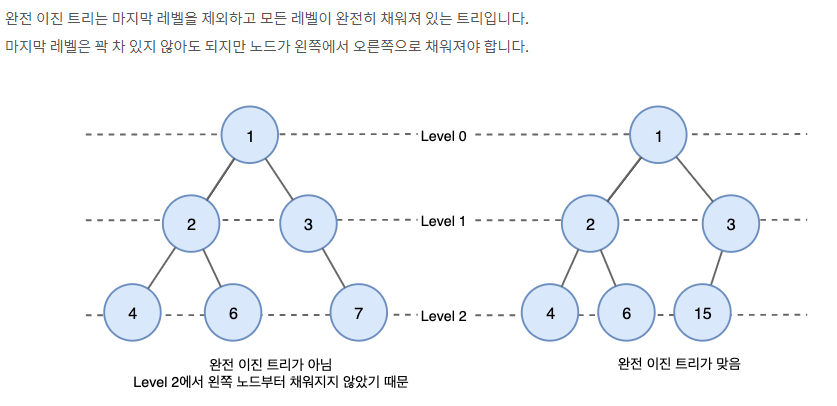 완전 이진 트리는 마지막 레벨을 제외하고 모든 레벨이 완전히 채워져 있는 트리입니다.
마지막 레벨은 꽉 차 있지 않아도 되지만 노드가 왼쪽에서 오른쪽으로 채워져야 합니다.
1 Level 0 1
2 3 Level 1 2 3
4 6 7 Level 2 4 6 15
완전 이진 트리가 아님
Level 2에서 왼쪽 노드부터 채워지지 않았기 때문
완전 이진 트리가 맞음